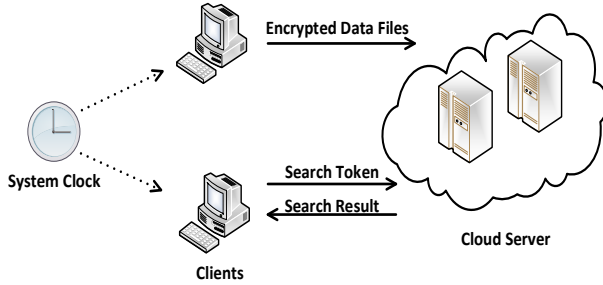 Encrypted Data Files
System Clock
Search Token
Search Result
Cloud Server
Clients